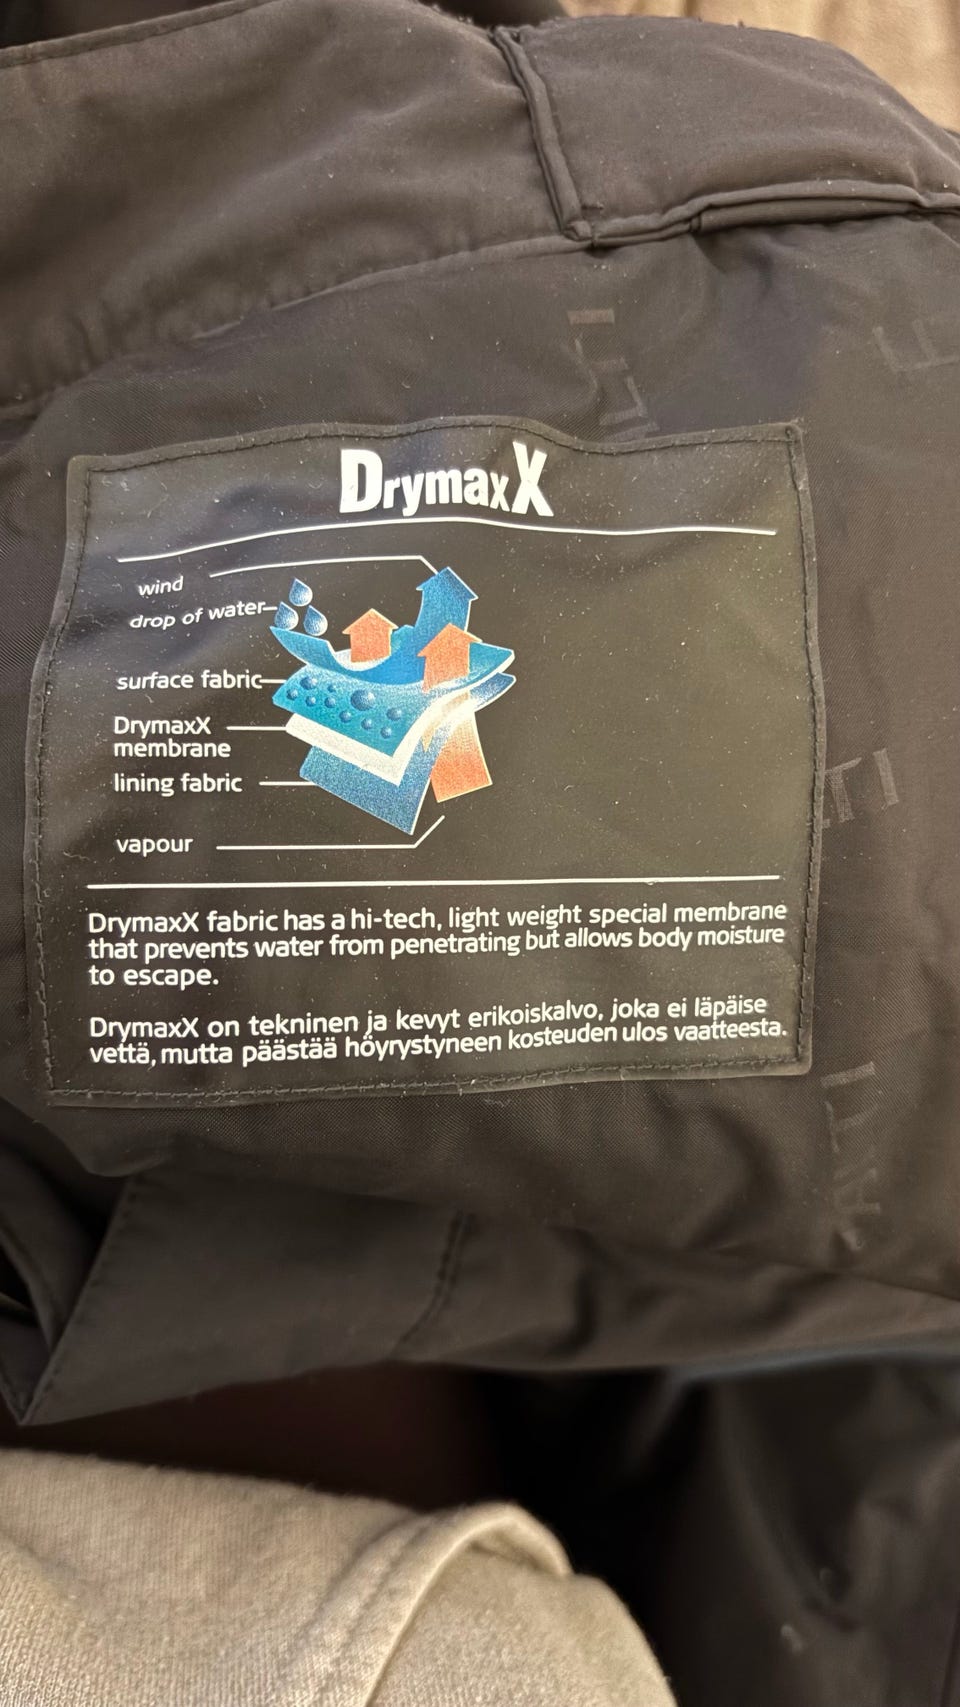 DrymaxX
wind
drop of water
surface fabric
DrymaxX
membrane
lining fabric
vapour
DrymaxX fabric has a hi-tech, light weight special membrane
that prevents water from penetrating but allows body moisture
to escape.
DrymaxX on tekninen ja kevyt erikoiskalvo, joka ei läpäise
vettä, mutta päästää höyrystyneen kosteuden ulos vaatteesta.